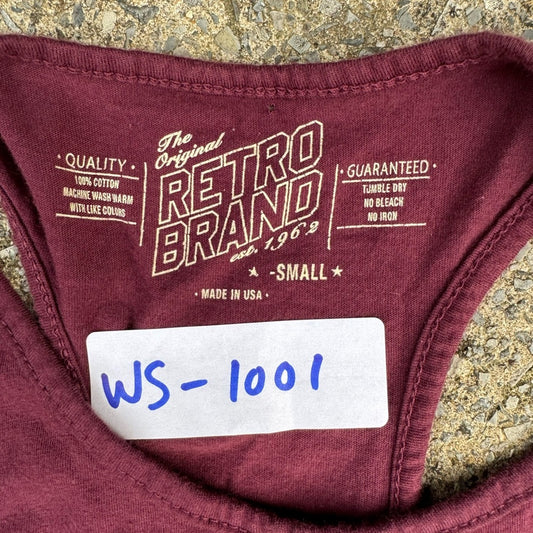 The
Original
RETRO
BRAND
est. 1962
· QUALITY ·
100% COTTON
MACHINE WASH WARM
WITH LIKE COLORS
· GUARANTEED ·
TUMBLE DRY
NO BLEACH
NO IRON
★ -SMALL ★
· MADE IN USA ·
WS-1001